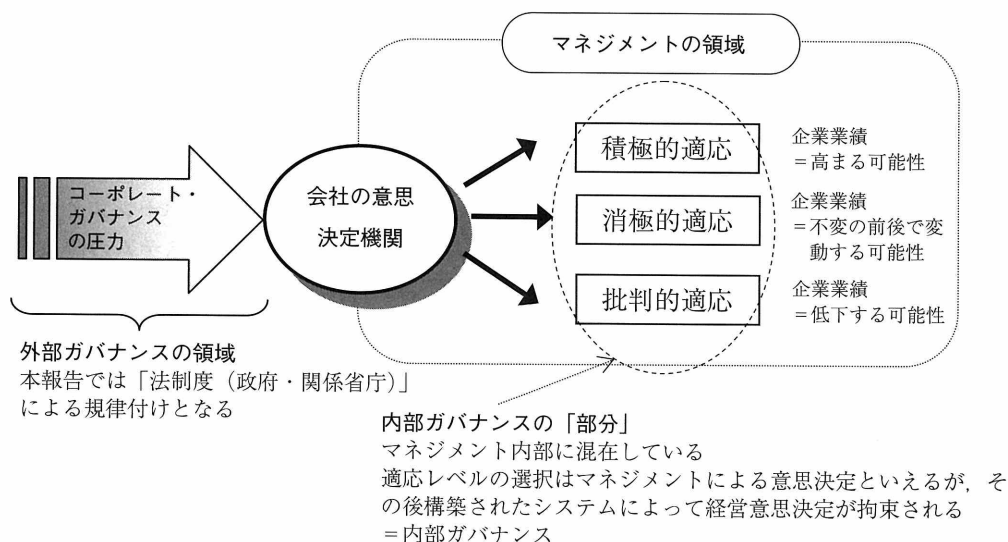 マネジメントの領域
コーポレート・
ガバナンス
の圧力
会社の意思
決定機関
積極的適応
企業業績
＝高まる可能性
消極的適応
企業業績
＝不変の前後で変
動する可能性
批判的適応
企業業績
＝低下する可能性
外部ガバナンスの領域
本報告では「法制度（政府・関係省庁）」
による規律付けとなる
内部ガバナンスの「部分」
マネジメント内部に混在している
適応レベルの選択はマネジメントによる意思決定といえるが，そ
の後構築されたシステムによって経営意思決定が拘束される
＝内部ガバナンス